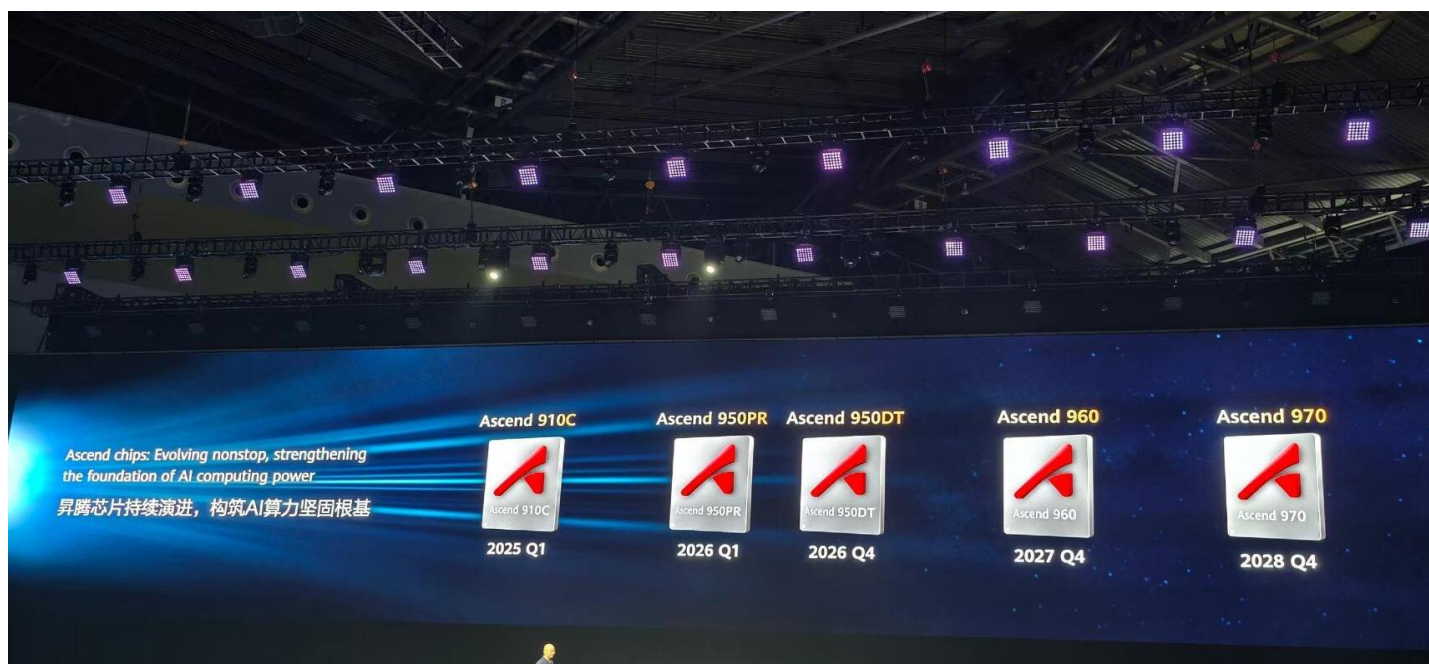 Ascend chips: Evolving nonstop, strengthening
the foundation of AI computing power
昇腾芯片持续演进，构筑AI算力坚固根基
Ascend 910C
Ascend 910C
2025 Q1
Ascend 950PR
Ascend 950PR
2026 Q1
Ascend 950DT
Ascend 950DT
2026 Q4
Ascend 960
Ascend 960
2027 Q4
Ascend 970
Ascend 970
2028 Q4